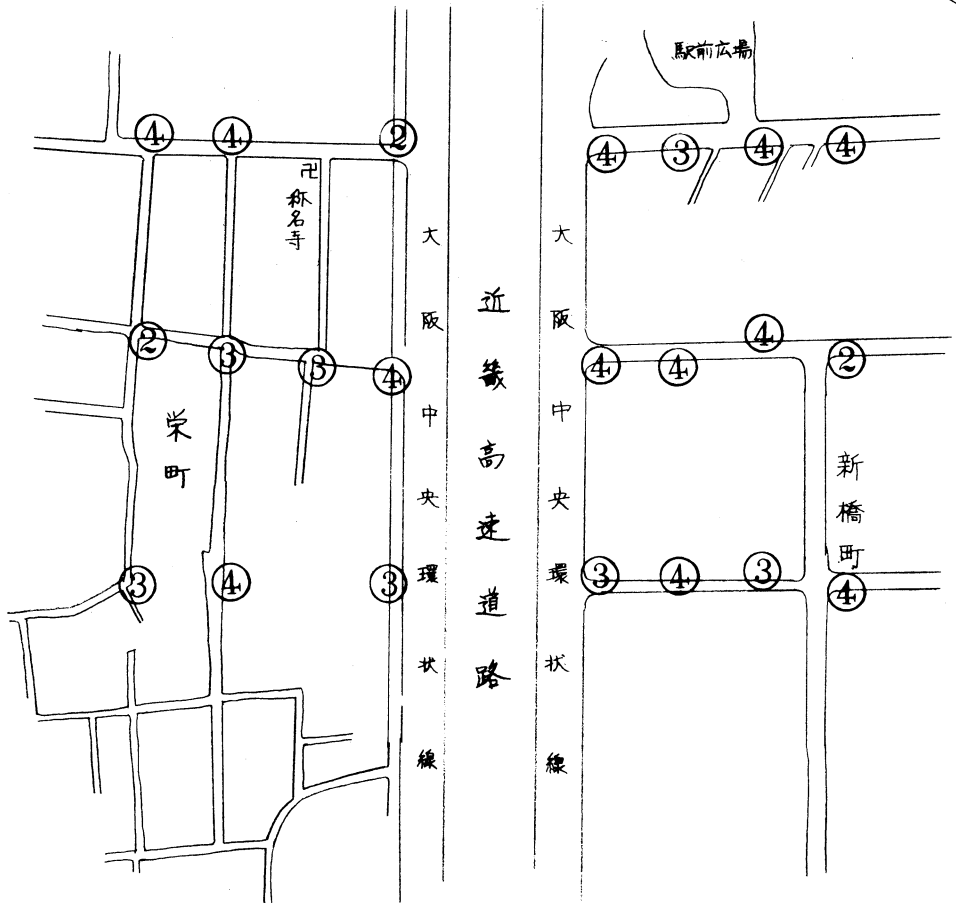 駅前広場
④ ④ ②
④ ③ ④ ④
卍
称名寺
大阪中央環状線
近畿高速道路
大阪中央環状線
② ③ ③ ④
④ ④ ④ ②
栄町
新橋町
③ ④ ③
③ ④ ③ ④